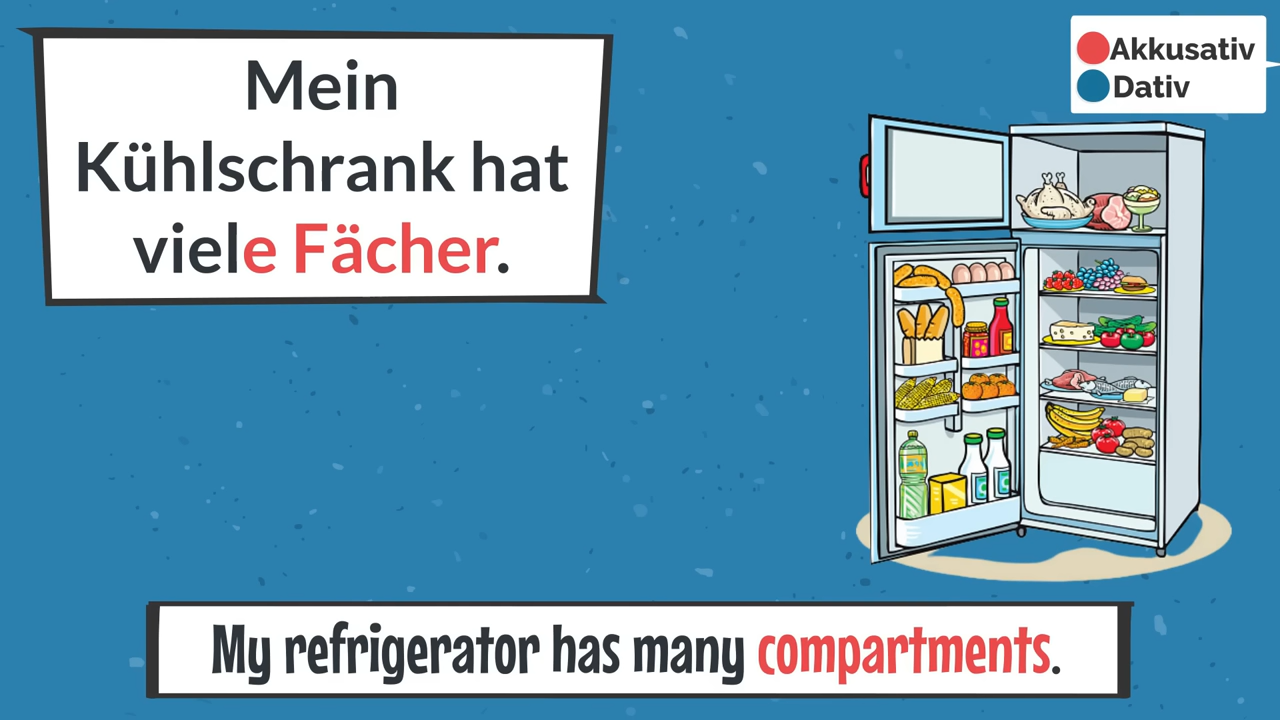 Mein
Kühlschrank hat
viele Fächer.
Akkusativ
Dativ
My refrigerator has many compartments.